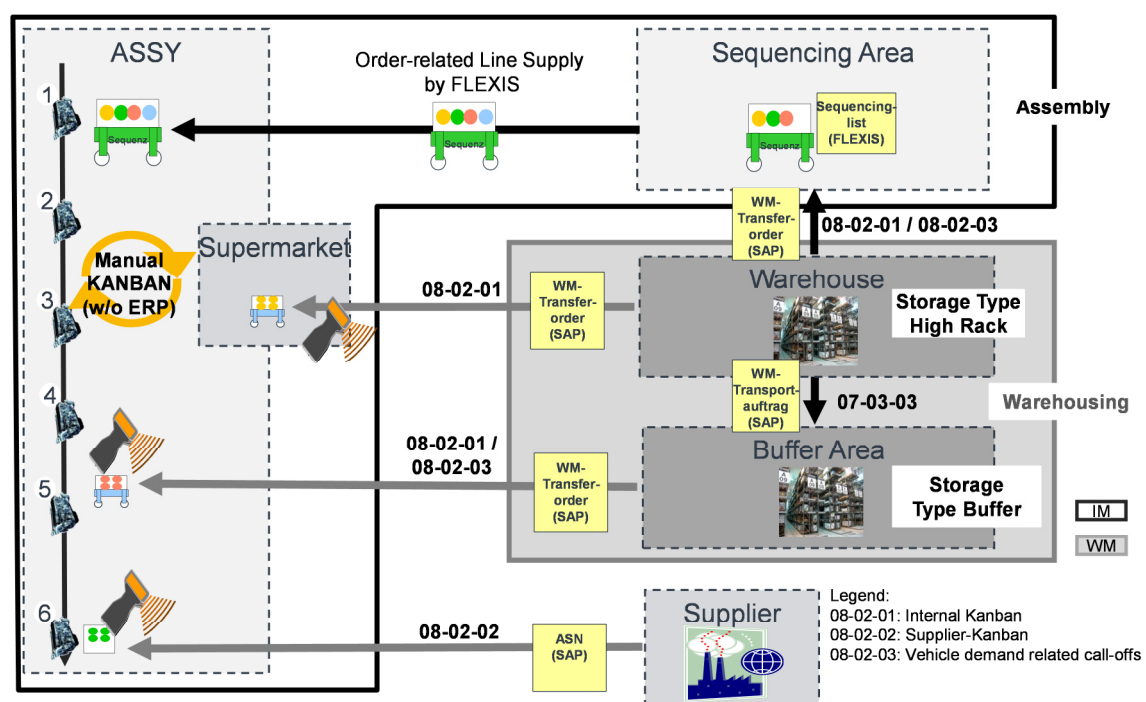 ASSY
Order-related Line Supply
by FLEXIS
Sequencing Area
Sequencing-
list
(FLEXIS)
Assembly
1
Sequenz
Sequenz
Sequenz
2
WM-
Transfer-
order
(SAP)
08-02-01 / 08-02-03
Manual
KANBAN
(w/o ERP)
Supermarket
3
08-02-01
WM-
Transfer-
order
(SAP)
Warehouse
Storage Type
High Rack
WM-
Transport-
auftrag
(SAP)
07-03-03
Warehousing
4
08-02-01 /
08-02-03
WM-
Transfer-
order
(SAP)
Buffer Area
Storage
Type Buffer
5
IM
WM
6
08-02-02
ASN
(SAP)
Supplier
Legend:
08-02-01: Internal Kanban
08-02-02: Supplier-Kanban
08-02-03: Vehicle demand related call-offs